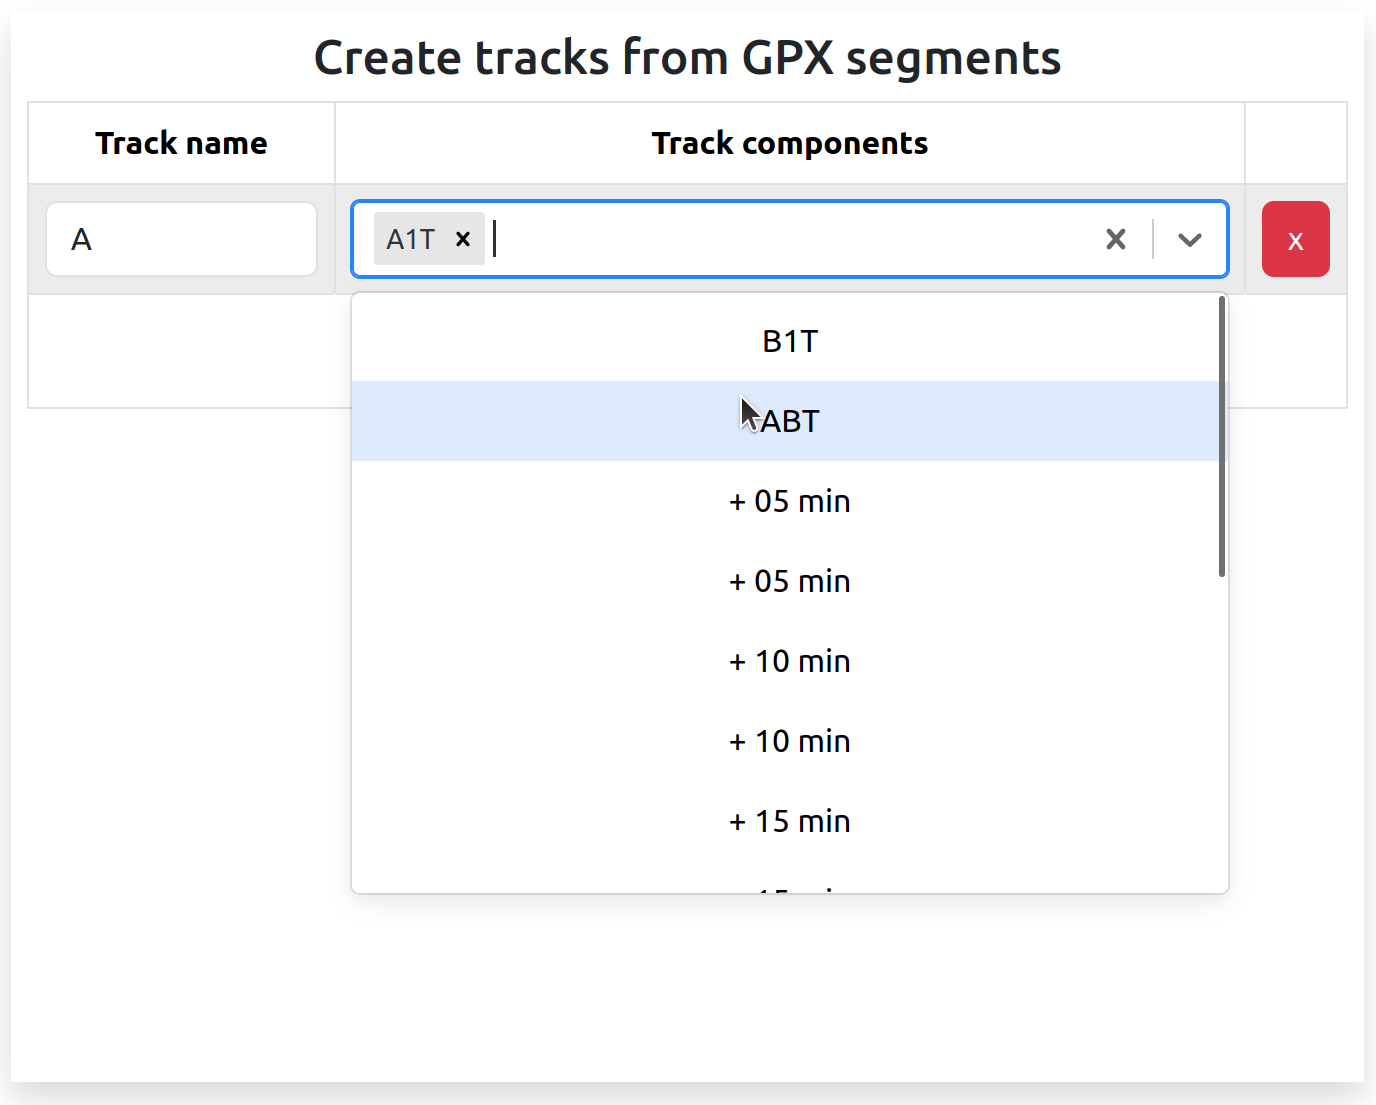 Create tracks from GPX segments
Track name Track components
A A1T × × x
B1T
ABT
+ 05 min
+ 05 min
+ 10 min
+ 10 min
+ 15 min